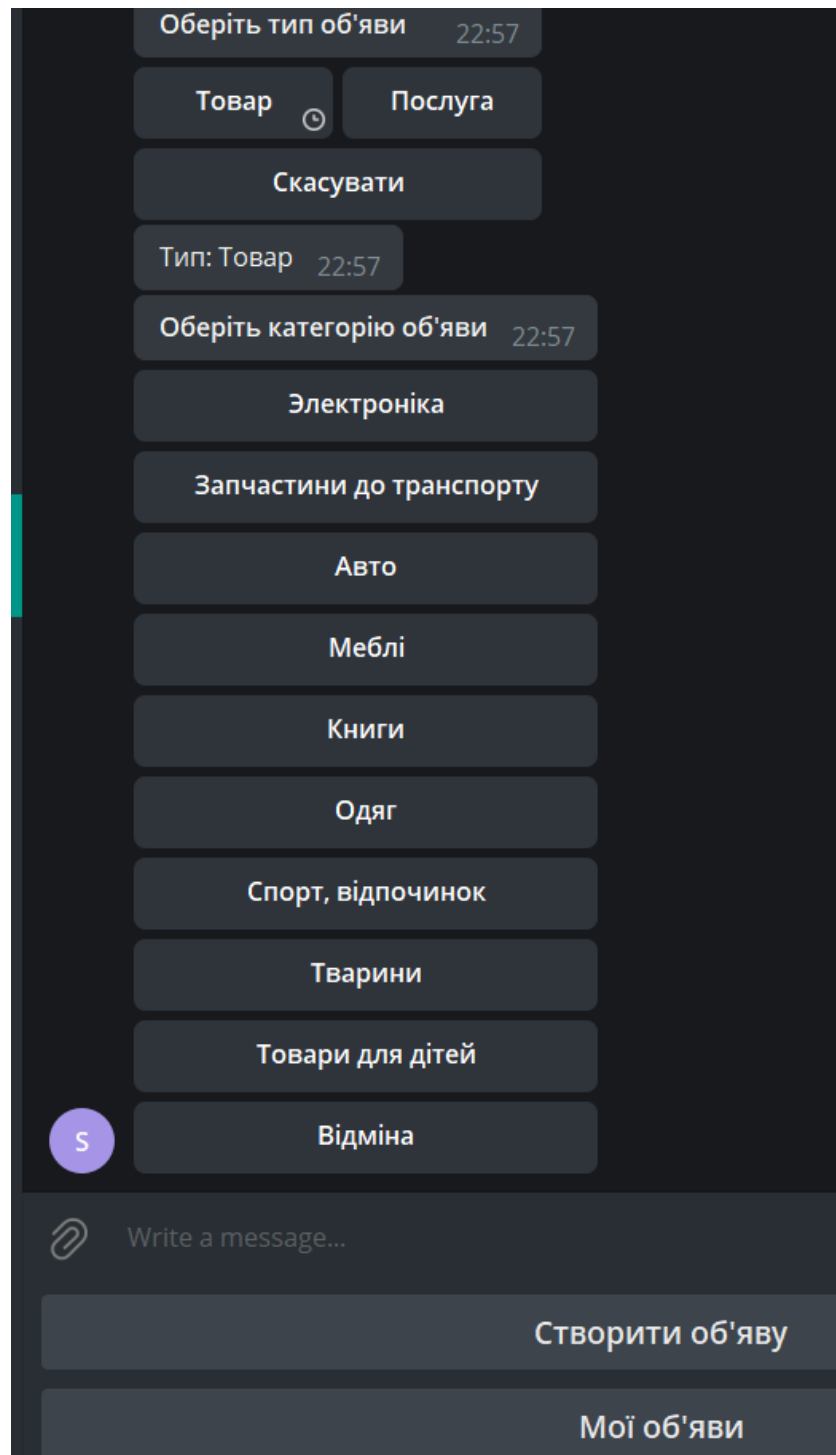 Оберіть тип об'яви 22:57
Товар Послуга
Скасувати
Тип: Товар 22:57
Оберіть категорію об'яви 22:57
Электроніка
Запчастини до транспорту
Авто
Меблі
Книги
Одяг
Спорт, відпочинок
Тварини
Товари для дітей
Відміна
S
Write a message...
Створити об'яву
Мої об'яви